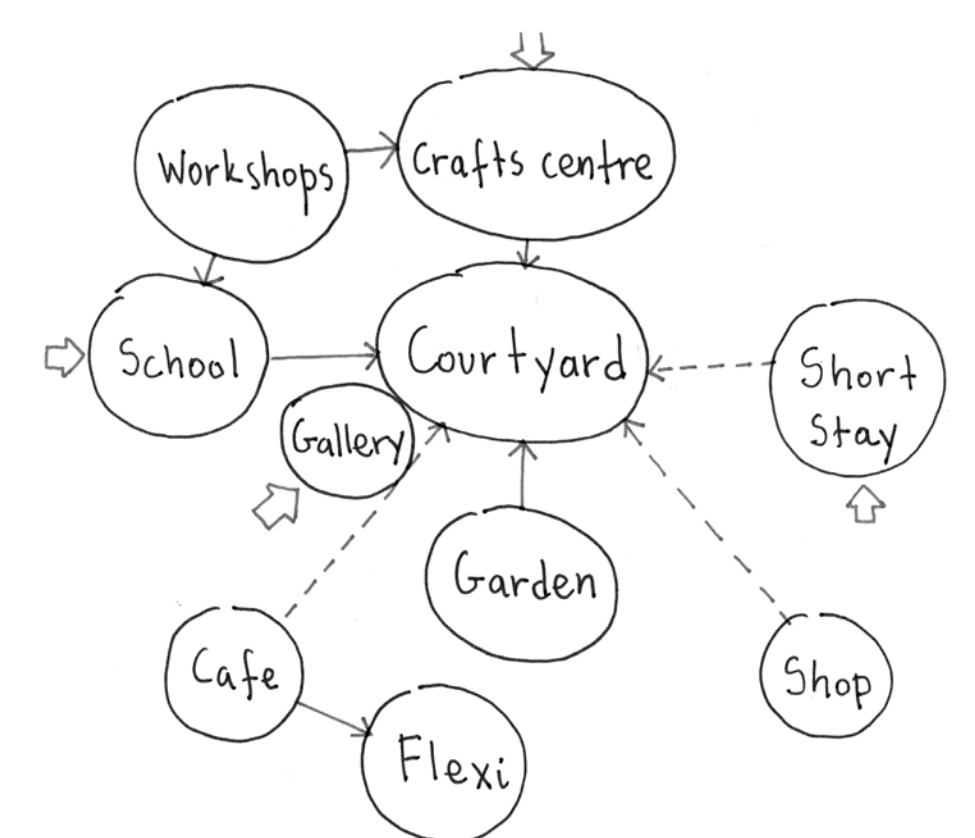 Workshops
Crafts centre
School
Courtyard
Short
Stay
Gallery
Garden
Cafe
Shop
Flexi